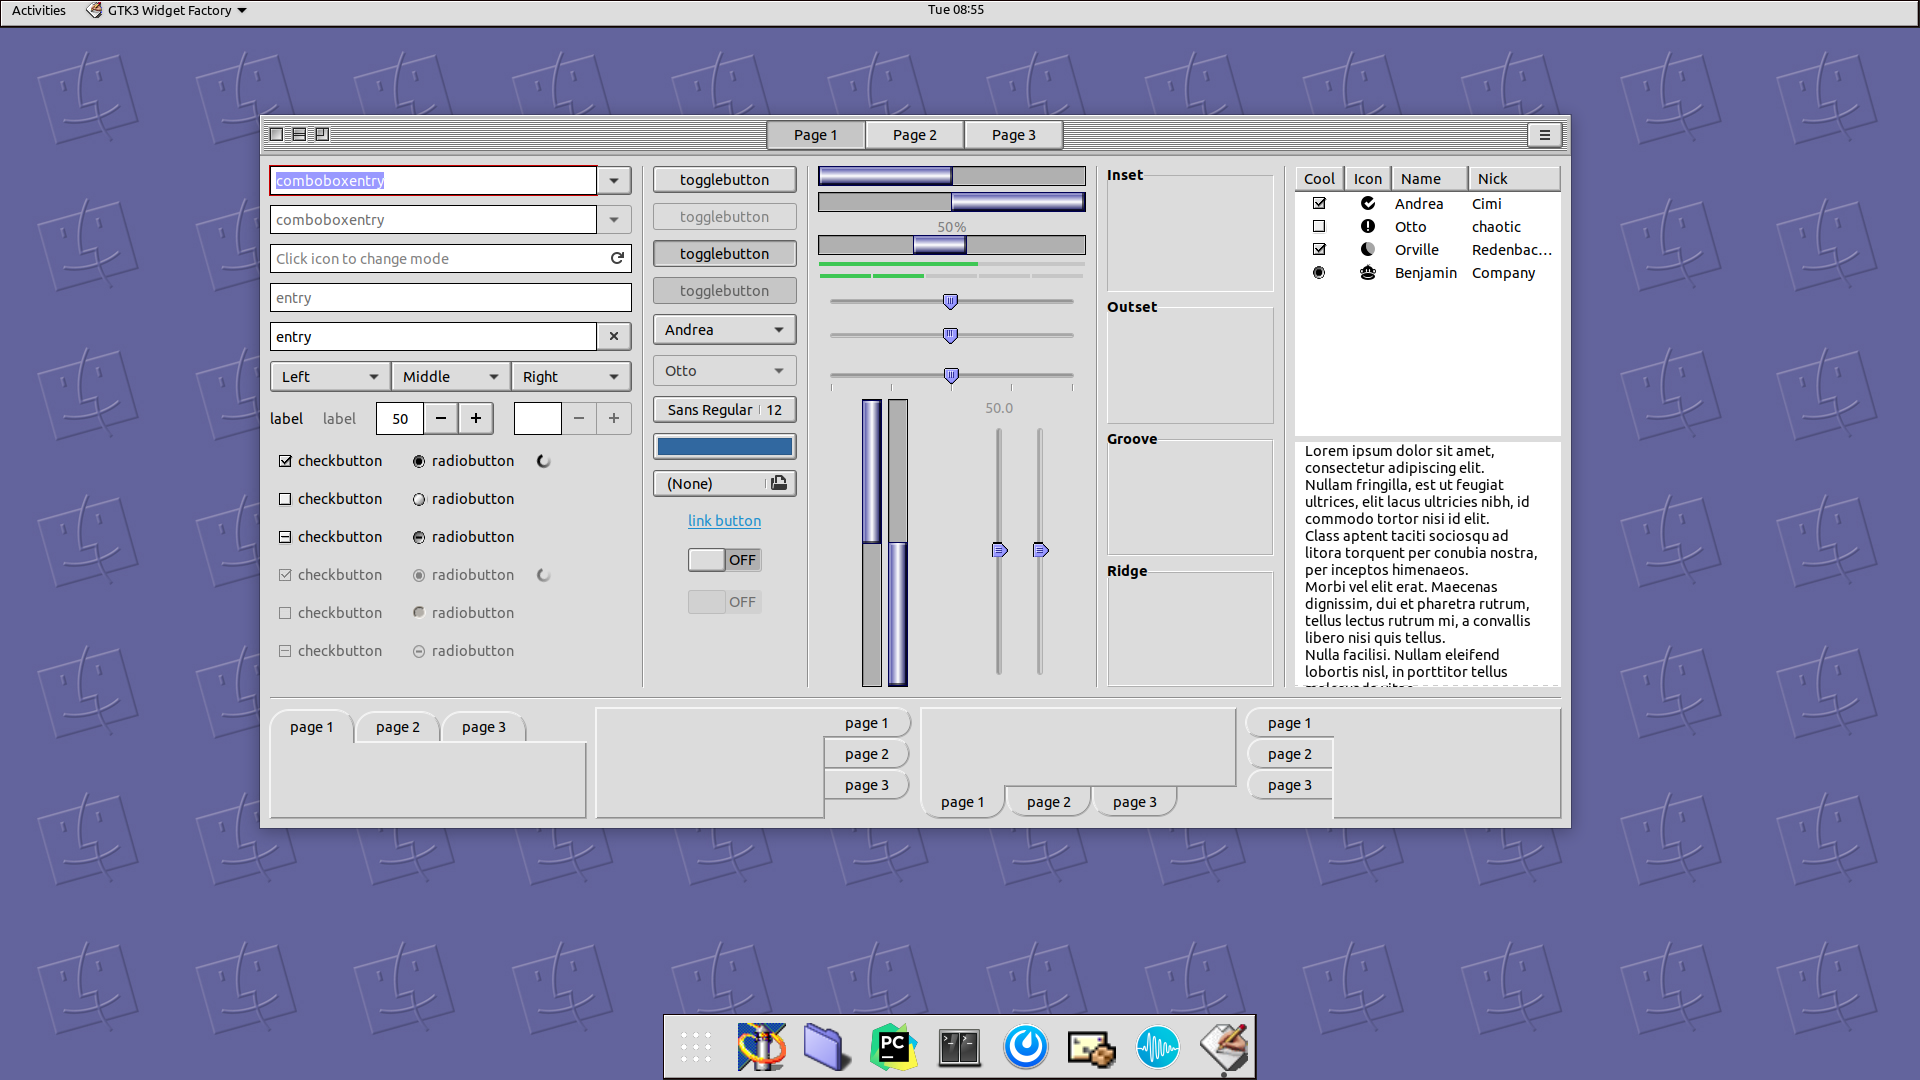 Activities
GTK3 Widget Factory
Tue 08:55
Page 1
Page 2
Page 3
comboboxentry
comboboxentry
Click icon to change mode
entry
entry
Left
Middle
Right
label
label
50
checkbutton
radiobutton
checkbutton
radiobutton
checkbutton
radiobutton
checkbutton
radiobutton
checkbutton
radiobutton
checkbutton
radiobutton
togglebutton
togglebutton
togglebutton
togglebutton
Andrea
Otto
Sans Regular 12
(None)
link button
OFF
OFF
50%
50.0
Inset
Outset
Groove
Ridge
Cool Icon Name Nick
Andrea Cimi
Otto chaotic
Orville Redenbac...
Benjamin Company
Lorem ipsum dolor sit amet,
consectetur adipiscing elit.
Nullam fringilla, est ut feugiat
ultrices, elit lacus ultricies nibh, id
commodo tortor nisi id elit.
Class aptent taciti sociosqu ad
litora torquent per conubia nostra,
per inceptos himenaeos.
Morbi vel elit erat. Maecenas
dignissim, dui et pharetra rutrum,
tellus lectus rutrum mi, a convallis
libero nisi quis tellus.
Nulla facilisi. Nullam eleifend
lobortis nisl, in porttitor tellus
page 1
page 2
page 3
page 1
page 2
page 3
page 1
page 2
page 3
page 1
page 2
page 3
PC